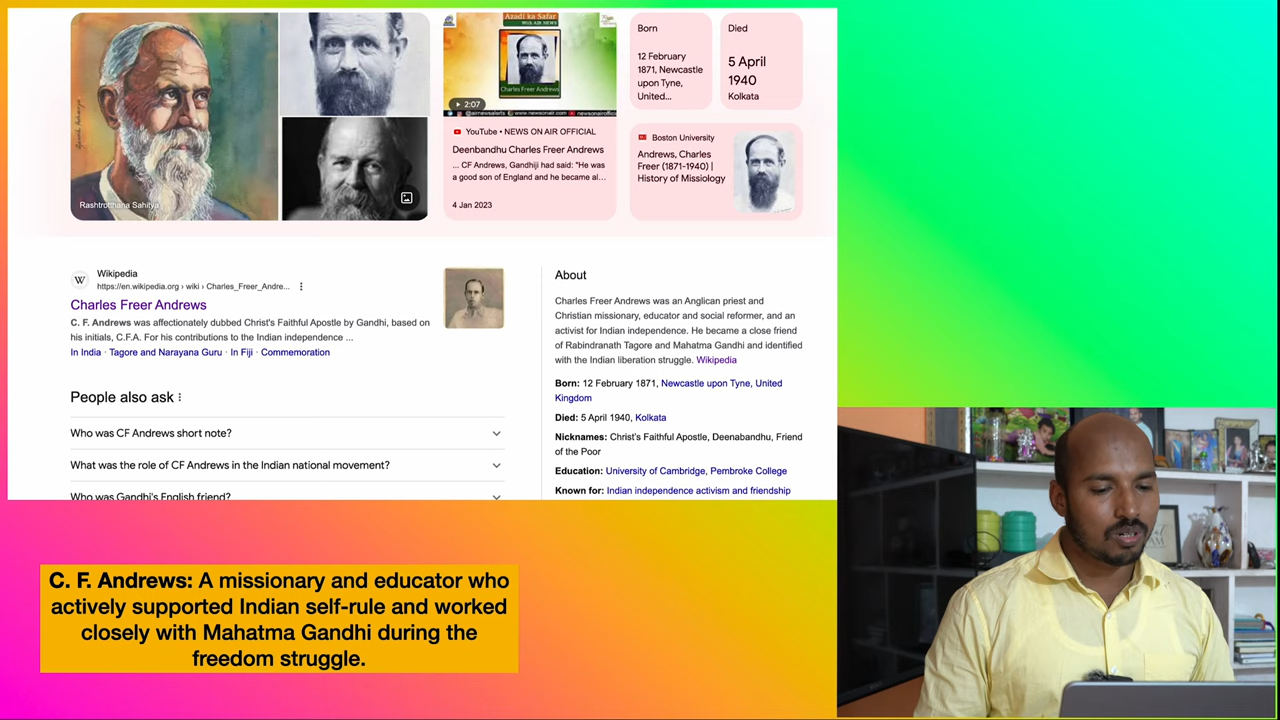 Rashtrotthana Sahitya
Azadi ka Safar
WITH AIR NEWS
Charles Freer Andrews
2:07
YouTube • NEWS ON AIR OFFICIAL
Deenbandhu Charles Freer Andrews
... CF Andrews, Gandhiji had said: "He was
a good son of England and he became al...
4 Jan 2023
Born
12 February
1871, Newcastle
upon Tyne,
United...
Died
5 April
1940
Kolkata
Boston University
Andrews, Charles
Freer (1871-1940) |
History of Missiology
W
Wikipedia
https://en.wikipedia.org › wiki › Charles_Freer_Andre...
Charles Freer Andrews
C. F. Andrews was affectionately dubbed Christ's Faithful Apostle by Gandhi, based on
his initials, C.F.A. For his contributions to the Indian independence ...
In India · Tagore and Narayana Guru · In Fiji · Commemoration
People also ask
Who was CF Andrews short note?
What was the role of CF Andrews in the Indian national movement?
Who was Gandhi's English friend?
About
Charles Freer Andrews was an Anglican priest and
Christian missionary, educator and social reformer, and an
activist for Indian independence. He became a close friend
of Rabindranath Tagore and Mahatma Gandhi and identified
with the Indian liberation struggle. Wikipedia
Born: 12 February 1871, Newcastle upon Tyne, United
Kingdom
Died: 5 April 1940, Kolkata
Nicknames: Christ's Faithful Apostle, Deenabandhu, Friend
of the Poor
Education: University of Cambridge, Pembroke College
Known for: Indian independence activism and friendship
C. F. Andrews: A missionary and educator who
actively supported Indian self-rule and worked
closely with Mahatma Gandhi during the
freedom struggle.